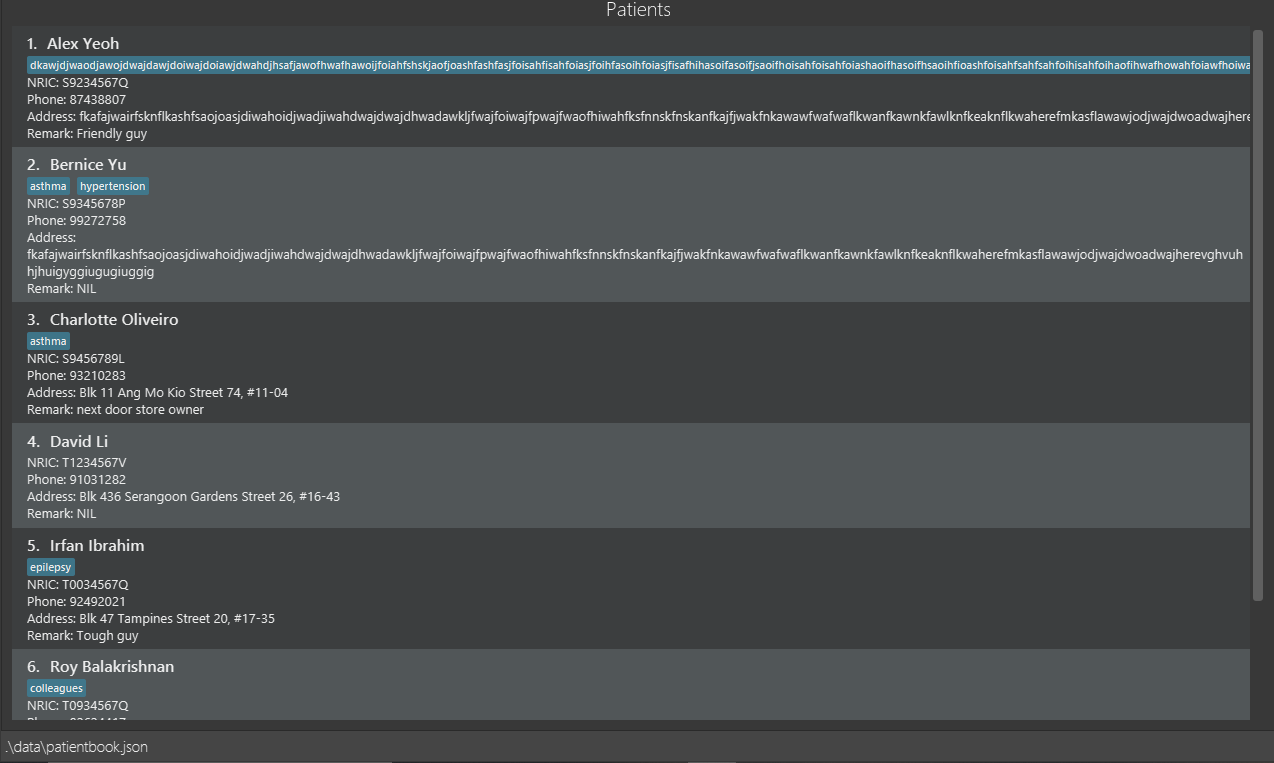 Patients
1. Alex Yeoh
NRIC: S9234567Q
Phone: 87438807
Address:
Remark: Friendly guy
2. Bernice Yu
asthma hypertension
NRIC: S9345678P
Phone: 99272758
Address:
fkafajwairfsknflkashfsaojoasjdiwahoidjwadjiwahdwajdwajdhwadawkljfwajfoiwajfpwajfwaofhiwahfksfnnskfnskanfkajfjwakfnkawawfwafwaflkwanfkawnkfawlknfkeaknflkwaherefmkasflawawjodjwajdwoadwajherevghvuh
hjhuigyggiugugiuggig
Remark: NIL
3. Charlotte Oliveiro
asthma
NRIC: S9456789L
Phone: 93210283
Address: Blk 11 Ang Mo Kio Street 74, #11-04
Remark: next door store owner
4. David Li
NRIC: T1234567V
Phone: 91031282
Address: Blk 436 Serangoon Gardens Street 26, #16-43
Remark: NIL
5. Irfan Ibrahim
epilepsy
NRIC: T0034567Q
Phone: 92492021
Address: Blk 47 Tampines Street 20, #17-35
Remark: Tough guy
6. Roy Balakrishnan
colleagues
NRIC: T0934567Q
.\data\patientbook.json